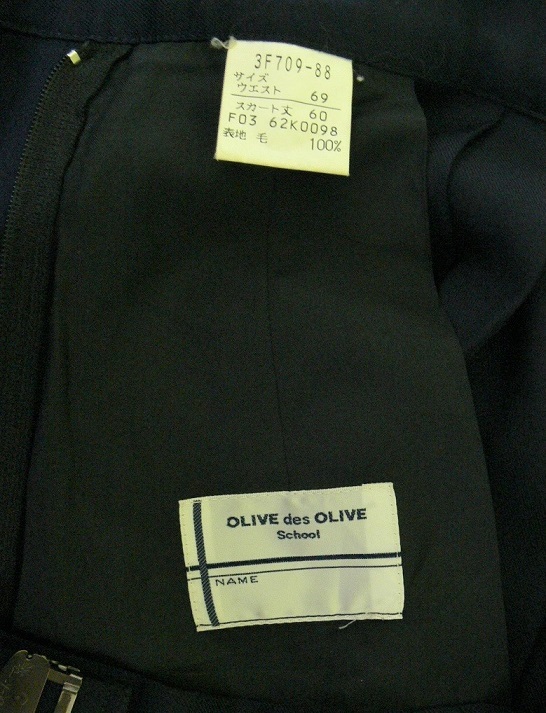 3F709-88
サイズ
ウエスト 69
スカート丈 60
F03 62K0098
表地 毛 100%
OLIVE des OLIVE
School
NAME